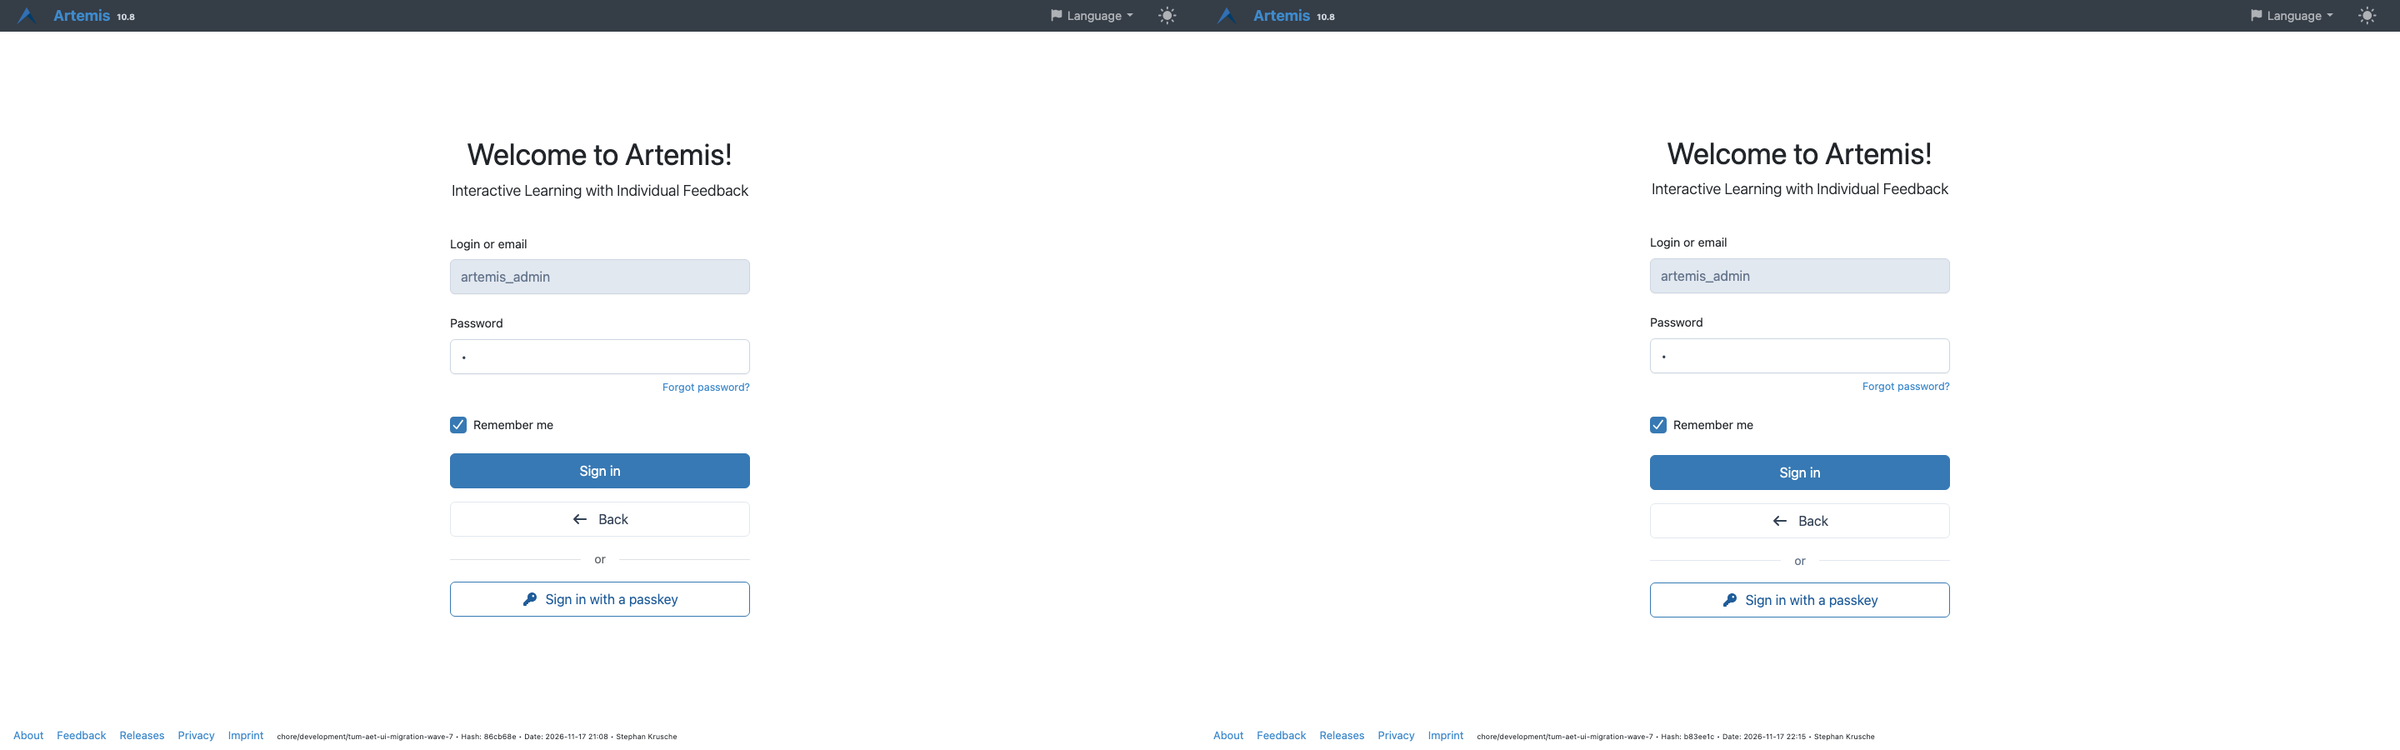 Artemis 10.8
Language
Welcome to Artemis!
Interactive Learning with Individual Feedback
Login or email
artemis_admin
Password
Forgot password?
Remember me
Sign in
Back
or
Sign in with a passkey
About Feedback Releases Privacy Imprint chore/development/tum-aet-ui-migration-wave-7 • Hash: 86cb68e • Date: 2026-11-17 21:08 • Stephan Krusche
Artemis 10.8
Language
Welcome to Artemis!
Interactive Learning with Individual Feedback
Login or email
artemis_admin
Password
Forgot password?
Remember me
Sign in
Back
or
Sign in with a passkey
About Feedback Releases Privacy Imprint chore/development/tum-aet-ui-migration-wave-7 • Hash: b83ee1c • Date: 2026-11-17 22:15 • Stephan Krusche